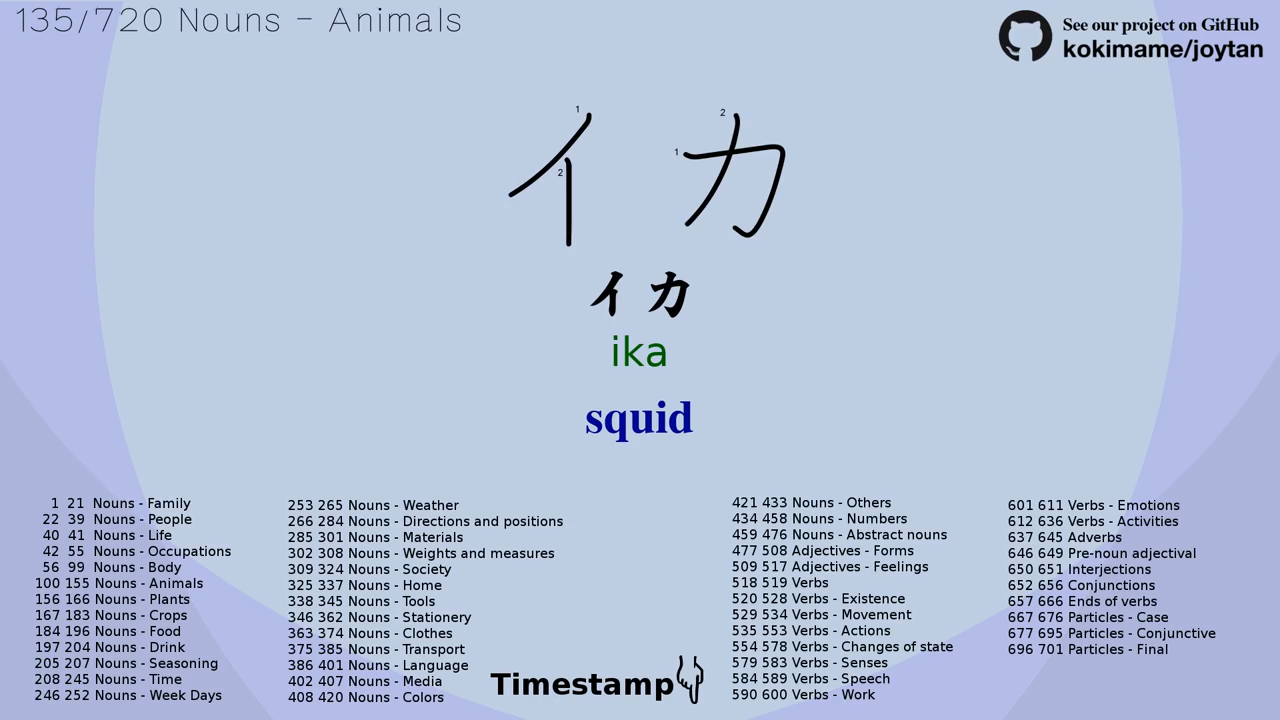 135/720 Nouns - Animals
See our project on GitHub
kokimame/joytan
1 2 1 2
イカ
イカ
ika
squid
1 21 Nouns - Family
22 39 Nouns - People
40 41 Nouns - Life
42 55 Nouns - Occupations
56 99 Nouns - Body
100 155 Nouns - Animals
156 166 Nouns - Plants
167 183 Nouns - Crops
184 196 Nouns - Food
197 204 Nouns - Drink
205 207 Nouns - Seasoning
208 245 Nouns - Time
246 252 Nouns - Week Days
253 265 Nouns - Weather
266 284 Nouns - Directions and positions
285 301 Nouns - Materials
302 308 Nouns - Weights and measures
309 324 Nouns - Society
325 337 Nouns - Home
338 345 Nouns - Tools
346 362 Nouns - Stationery
363 374 Nouns - Clothes
375 385 Nouns - Transport
386 401 Nouns - Language
402 407 Nouns - Media
408 420 Nouns - Colors
Timestamp
421 433 Nouns - Others
434 458 Nouns - Numbers
459 476 Nouns - Abstract nouns
477 508 Adjectives - Forms
509 517 Adjectives - Feelings
518 519 Verbs
520 528 Verbs - Existence
529 534 Verbs - Movement
535 553 Verbs - Actions
554 578 Verbs - Changes of state
579 583 Verbs - Senses
584 589 Verbs - Speech
590 600 Verbs - Work
601 611 Verbs - Emotions
612 636 Verbs - Activities
637 645 Adverbs
646 649 Pre-noun adjectival
650 651 Interjections
652 656 Conjunctions
657 666 Ends of verbs
667 676 Particles - Case
677 695 Particles - Conjunctive
696 701 Particles - Final